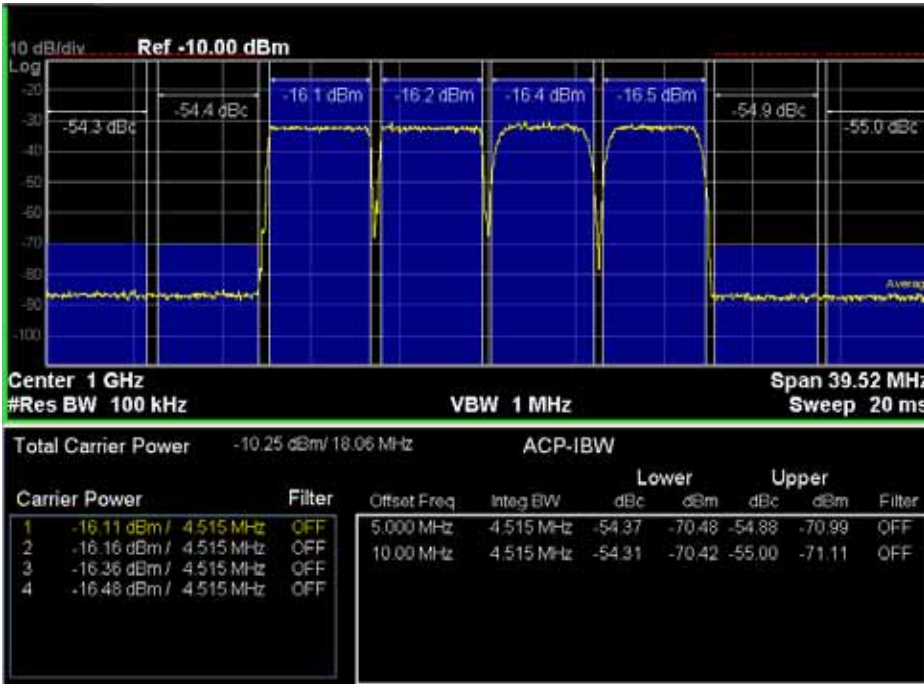 10 dB/div Ref -10.00 dBm
Log
-20
-30
-40
-50
-60
-70
-80
-90
-100
-54.3 dBc
-54.4 dBc
-16.1 dBm
-16.2 dBm
-16.4 dBm
-16.5 dBm
-54.9 dBc
-55.0 dBc
Averag
Center 1 GHz Span 39.52 MHz
#Res BW 100 kHz VBW 1 MHz Sweep 20 ms
Total Carrier Power -10.25 dBm/ 18.06 MHz ACP-IBW
Lower Upper
Carrier Power Filter Offset Freq Integ BW dBc dBm dBc dBm Filter
1 -16.11 dBm / 4.515 MHz OFF 5.000 MHz 4.515 MHz -54.37 -70.48 -54.88 -70.99 OFF
2 -16.16 dBm / 4.515 MHz OFF 10.00 MHz 4.515 MHz -54.31 -70.42 -55.00 -71.11 OFF
3 -16.36 dBm / 4.515 MHz OFF
4 -16.48 dBm / 4.515 MHz OFF